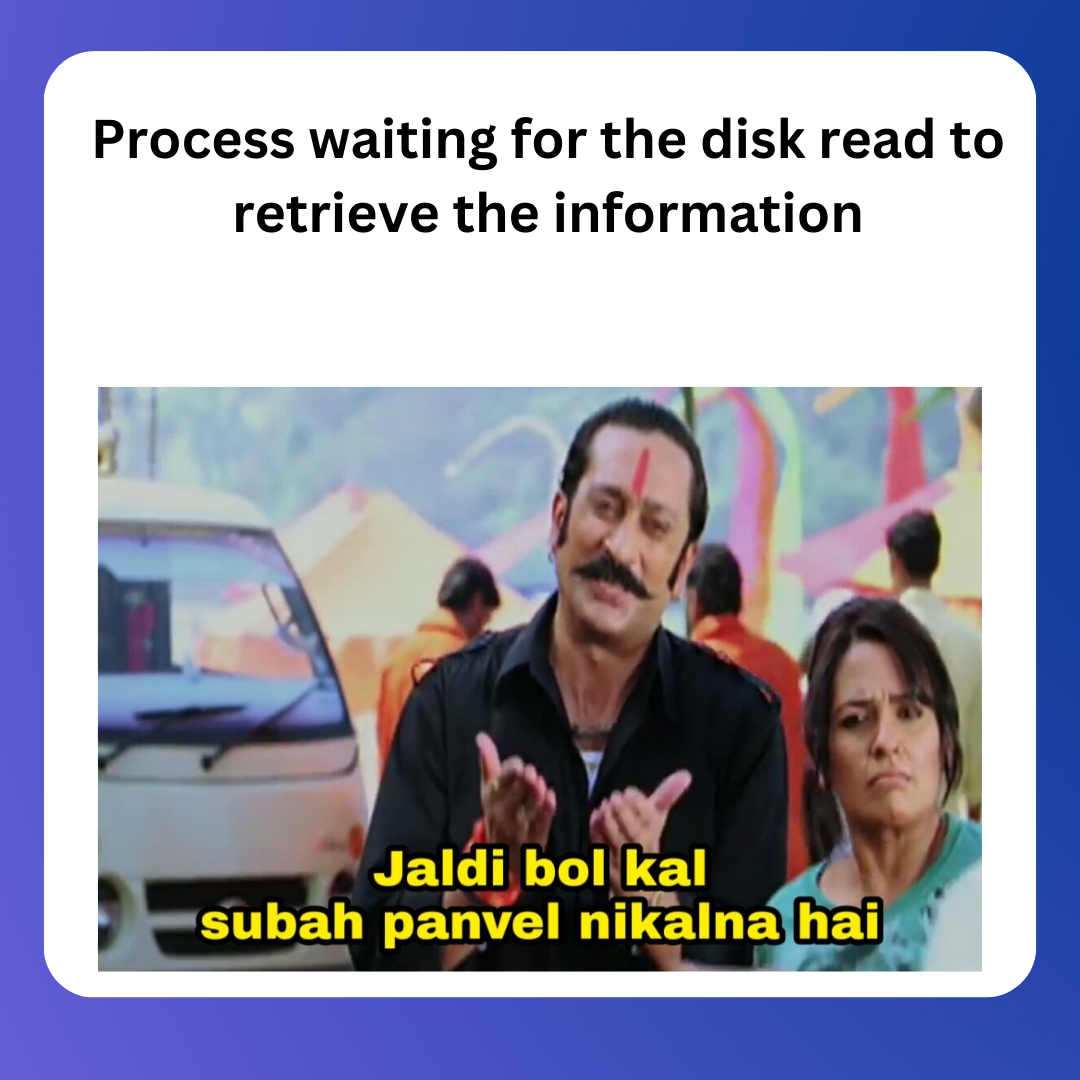 Process waiting for the disk read to
retrieve the information
Jaldi bol kal
subah panvel nikalna hai